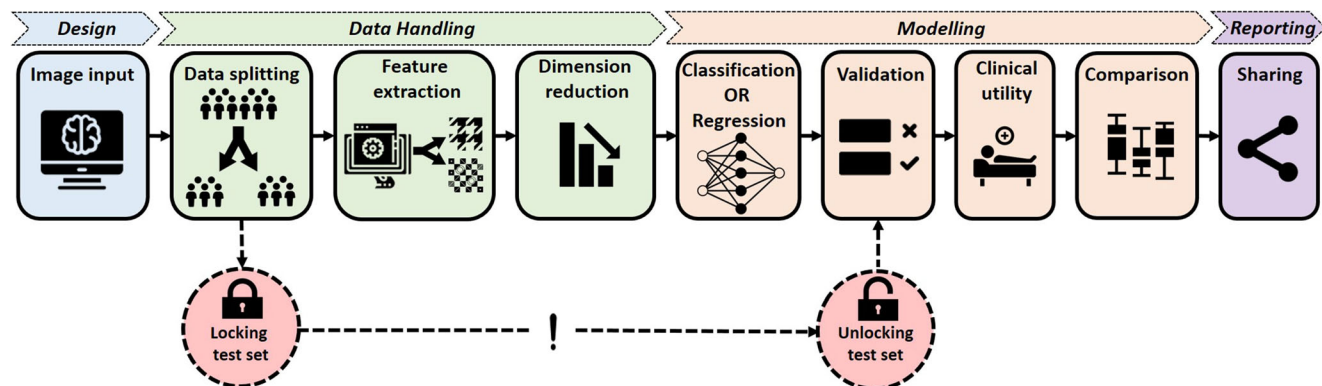 Design
Data Handling
Modelling
Reporting
Image input
Data splitting
Feature
extraction
Dimension
reduction
Classification
OR
Regression
Validation
Clinical
utility
Comparison
Sharing
Locking
test set
!
Unlocking
test set